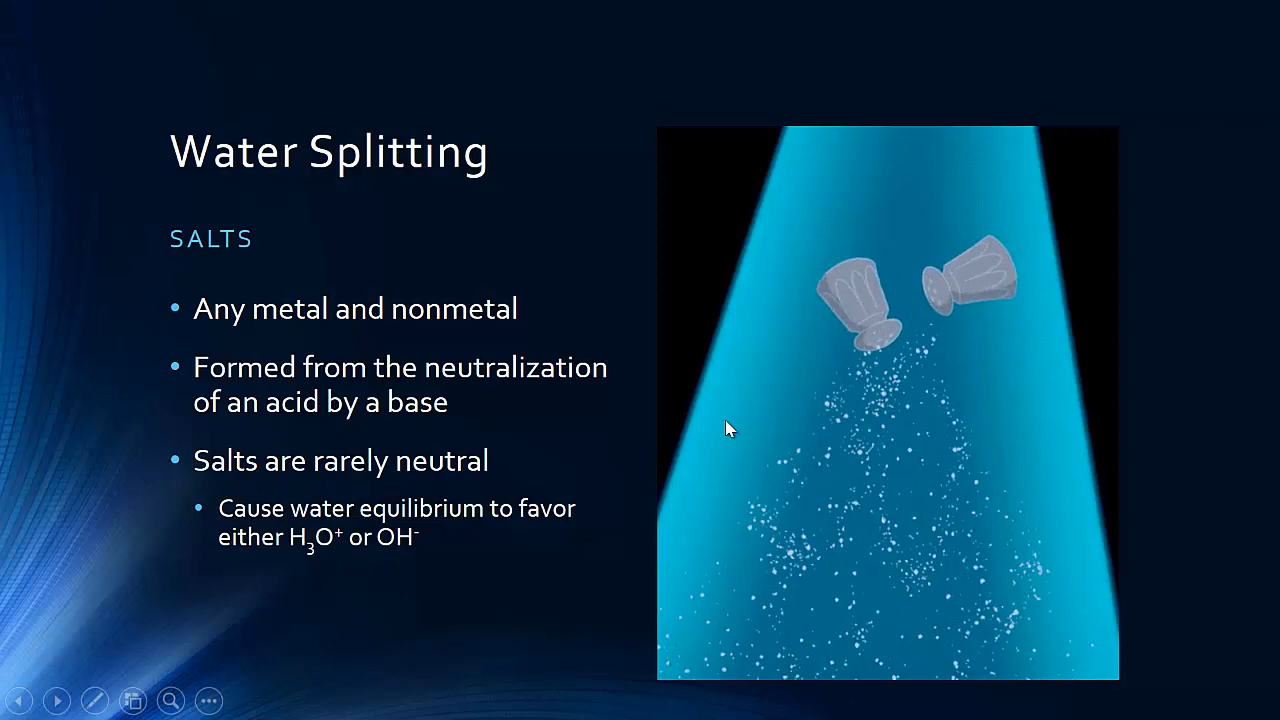 Water Splitting
SALTS
• Any metal and nonmetal
• Formed from the neutralization
of an acid by a base
• Salts are rarely neutral
• Cause water equilibrium to favor
either H₃O⁺ or OH⁻